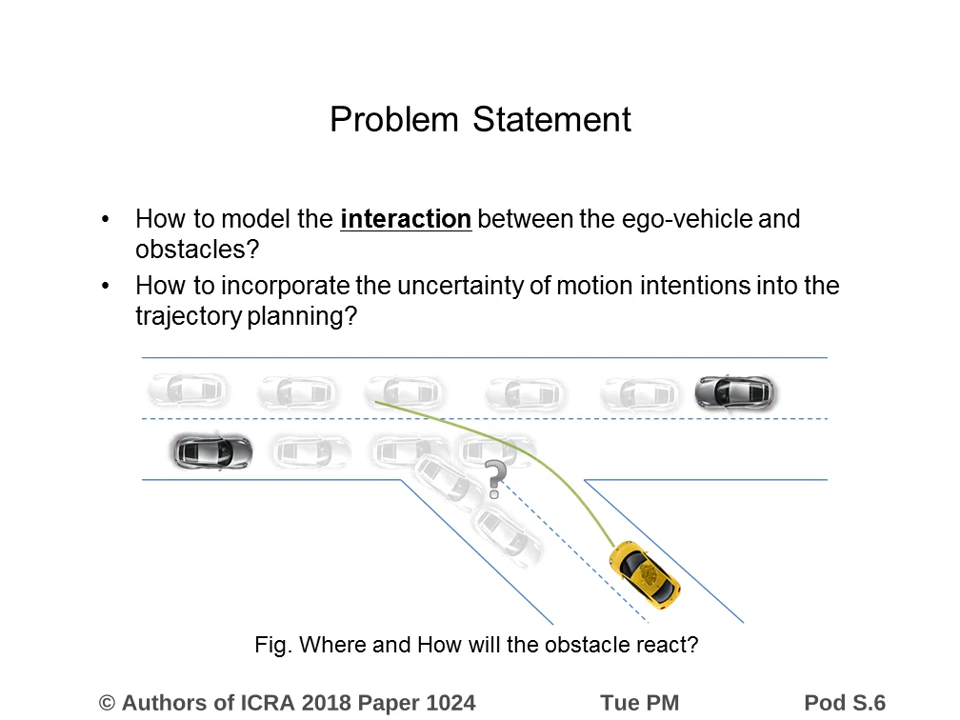 Problem Statement
• How to model the interaction between the ego-vehicle and
obstacles?
• How to incorporate the uncertainty of motion intentions into the
trajectory planning?
?
Fig. Where and How will the obstacle react?
© Authors of ICRA 2018 Paper 1024 Tue PM Pod S.6